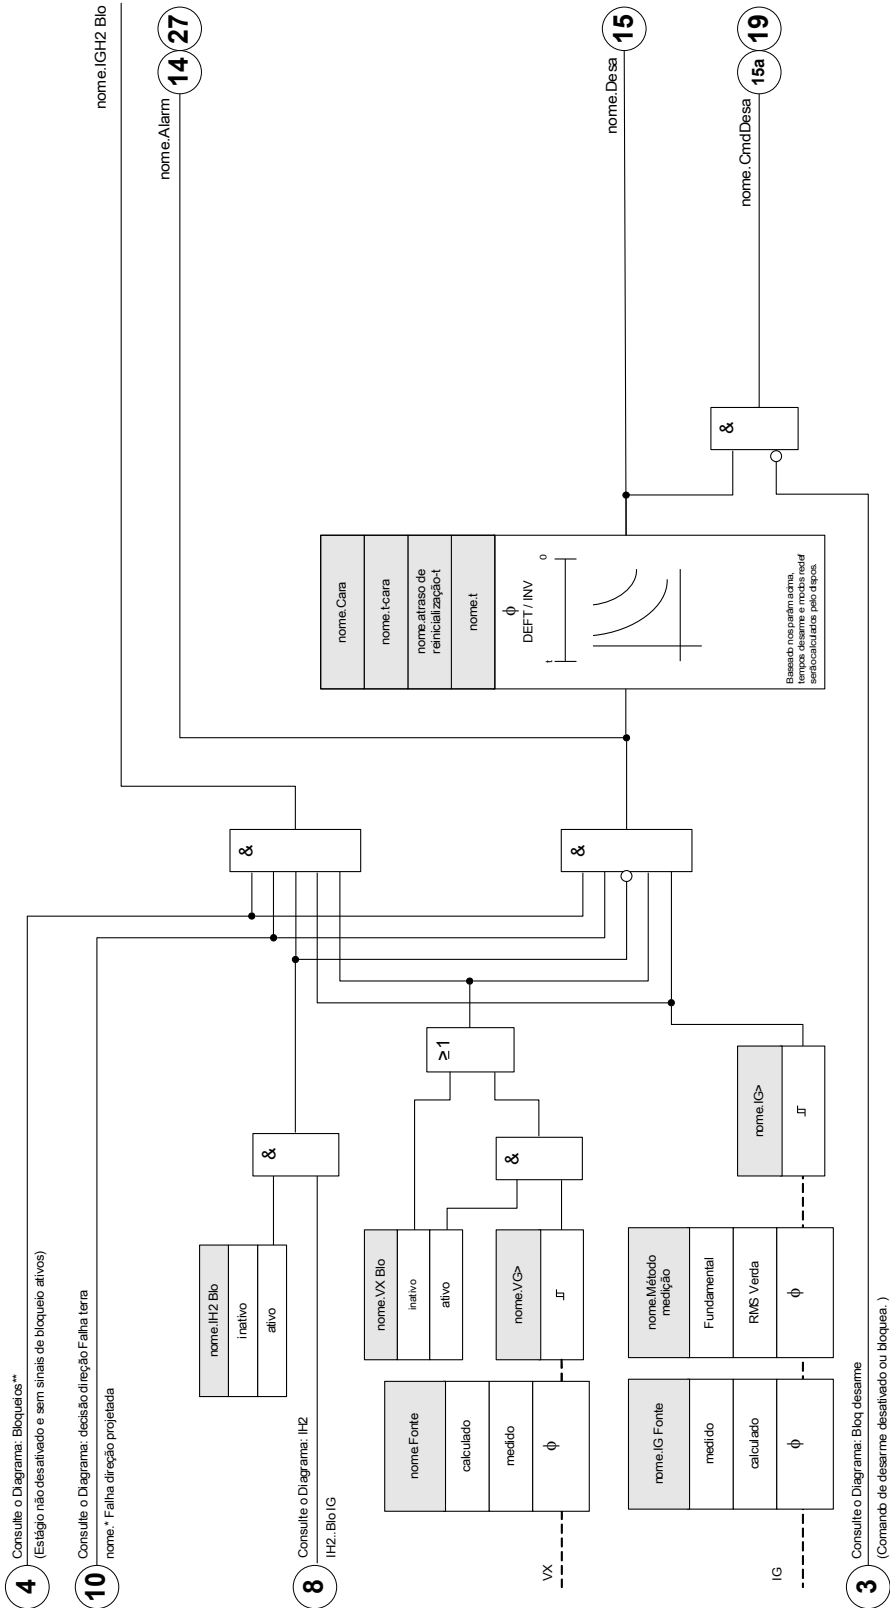 4
Consulte o Diagrama: Bloqueios**
(Estágio não desativado e sem sinais de bloqueio ativos)
10
Consulte o Diagrama: decisão direção Falha terra
nome.* Falha direção projetada
nome.IH2 Blo
inativo
ativo
8
Consulte o Diagrama: IH2
IH2..Blo IG
&
nome.VX Blo
inativo
ativo
nome.Fonte
calculado
medido
ϕ
VX
nome.VG>
&
≥1
nome.IG Fonte
medido
calculado
ϕ
IG
nome.Método
medição
Fundamental
RMS Verda
ϕ
nome.IG>
3
Consulte o Diagrama: Bloq desarme
(Comando de desarme desativado ou bloquea. )
&
&
nome.Cara
nome.t-cara
nome.atraso de
reinicialização-t
nome.t
ϕ
DEFT / INV
t
0
Baseado nos parâm acima,
tempos desarme e modos redef
serão calculados pelo dispos.
&
nome.IGH2 Blo
nome.Alarm
14
27
nome.Desa
15
nome.CmdDesa
15a
19